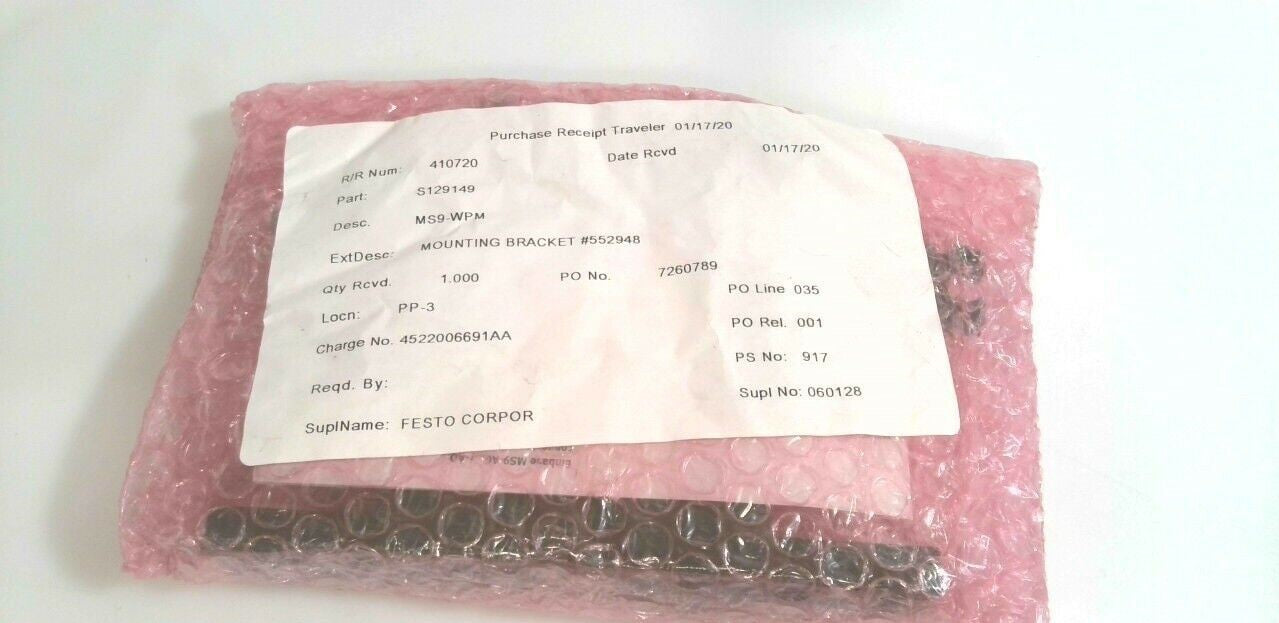 Purchase Receipt Traveler 01/17/20
R/R Num: 410720 Date Rcvd 01/17/20
Part: S129149
Desc. MS9-WPM
ExtDesc: MOUNTING BRACKET #552948
Qty Rcvd. 1.000 PO No. 7260789
Locn: PP-3 PO Line 035
Charge No. 4522006691AA PO Rel. 001
Reqd. By: PS No: 917
SuplName: FESTO CORPOR Supl No: 060128
MS9